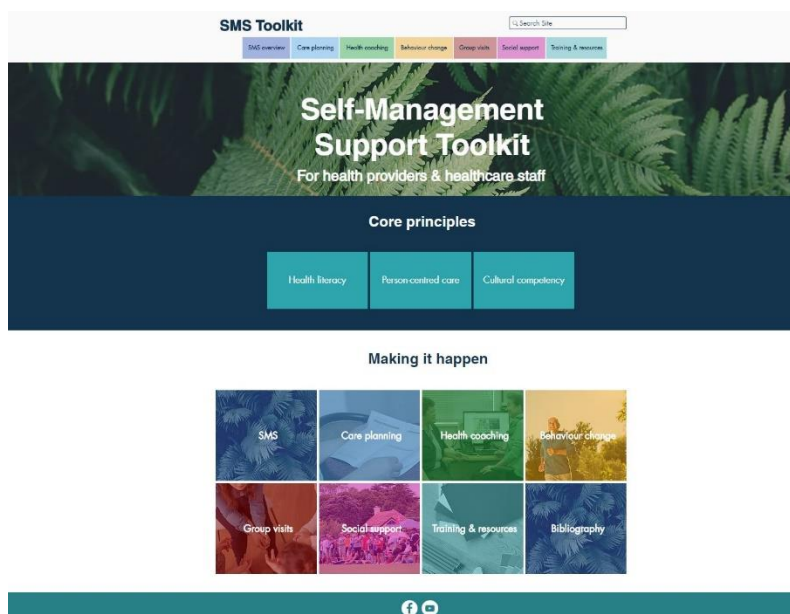 SMS Toolkit
Search Site
SMS overview
Care planning
Health coaching
Behaviour change
Group visits
Social support
Training & resources
Self-Management
Support Toolkit
For health providers & healthcare staff
Core principles
Health literacy
Person-centred care
Cultural competency
Making it happen
SMS
Care planning
Health coaching
Behaviour change
Group visits
Social support
Training & resources
Bibliography